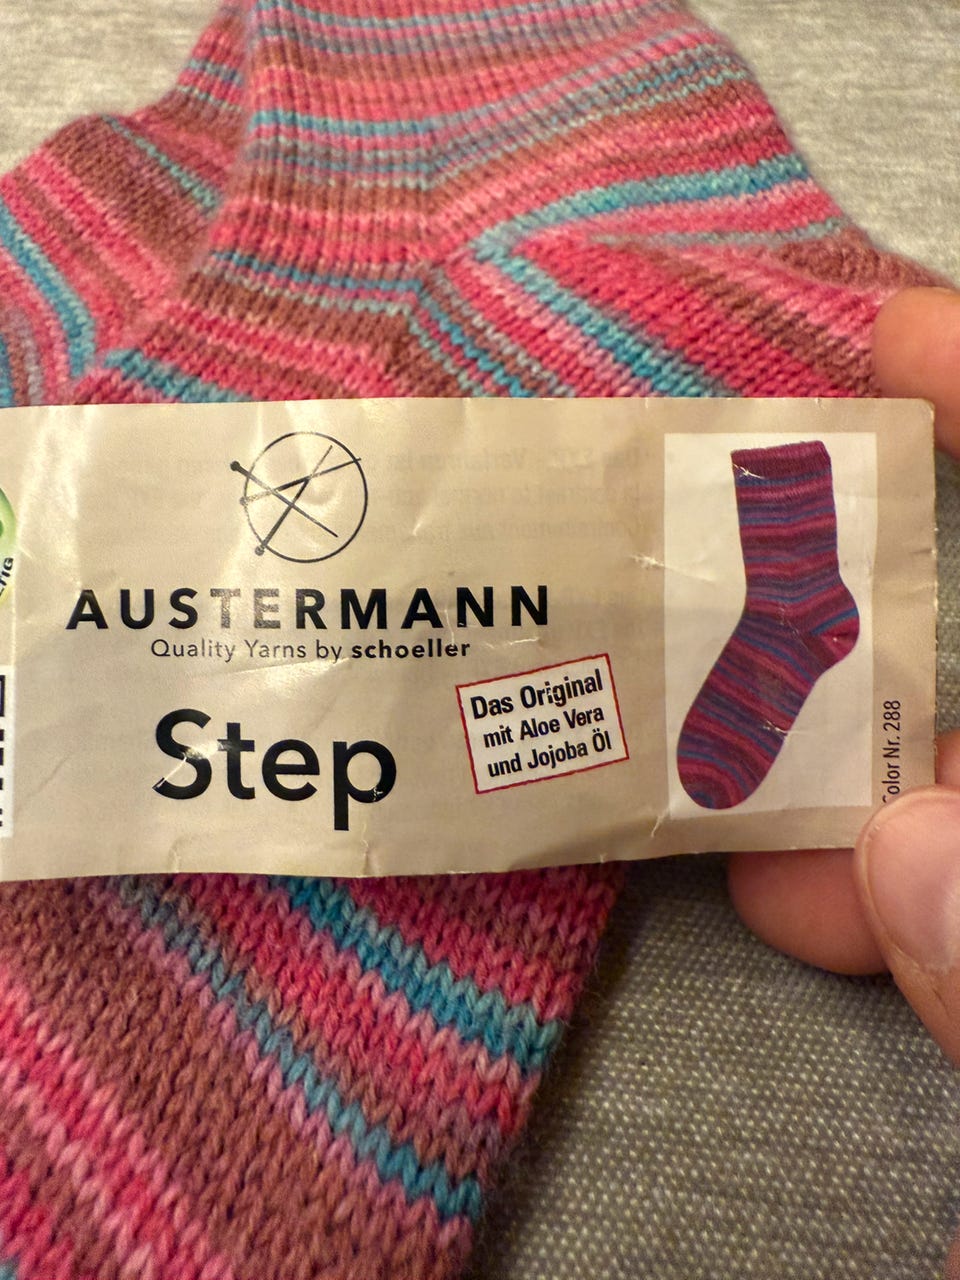 AUSTERMANN
Quality Yarns by schoeller
Step
Das Original
mit Aloe Vera
und Jojoba Öl
Color Nr. 288